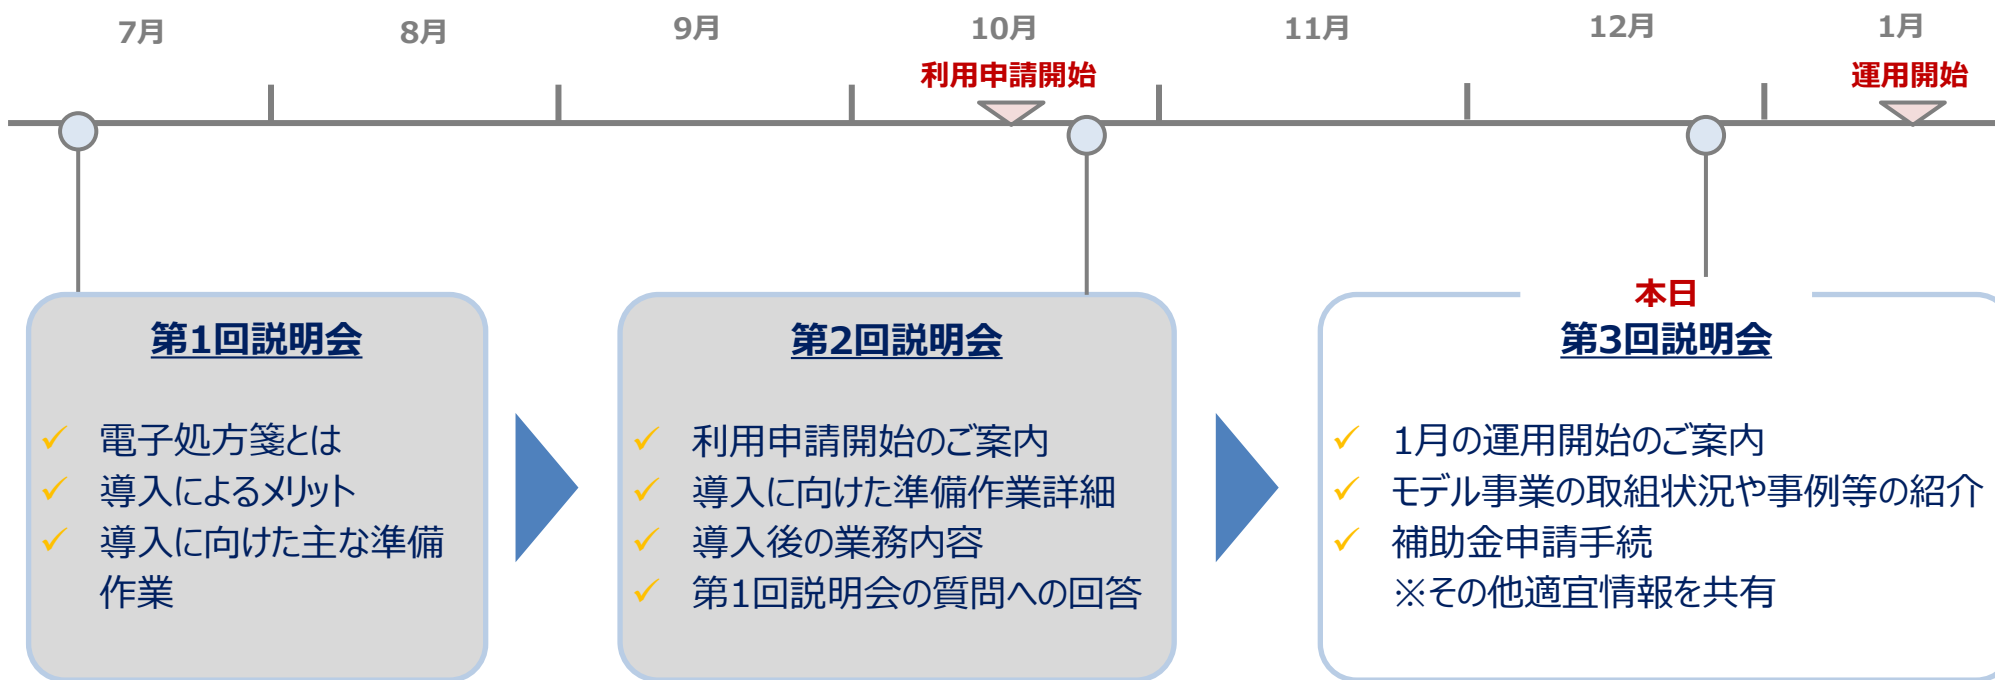 7月
8月
9月
10月
11月
12月
1月
利用申請開始
運用開始
第1回説明会
✓ 電子処方箋とは
✓ 導入によるメリット
✓ 導入に向けた主な準備
作業
第2回説明会
✓ 利用申請開始のご案内
✓ 導入に向けた準備作業詳細
✓ 導入後の業務内容
✓ 第1回説明会の質問への回答
本日
第3回説明会
✓ 1月の運用開始のご案内
✓ モデル事業の取組状況や事例等の紹介
✓ 補助金申請手続
※その他適宜情報を共有